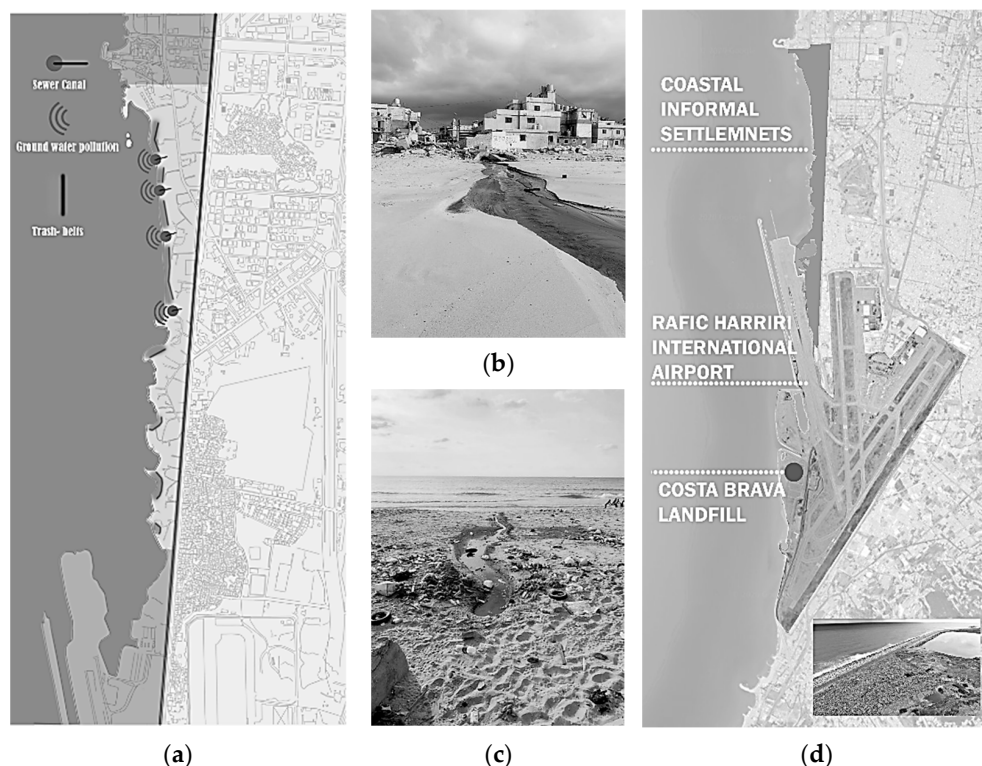 Sewer Canal
Ground water pollution
Trash- belts
(a)
(b)
(c)
COASTAL
INFORMAL
SETTLEMNETS
RAFIC HARRIRI
INTERNATIONAL
AIRPORT
COSTA BRAVA
LANDFILL
(d)